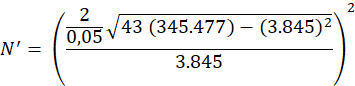 N′ = ( ( 2/0,05 √(43 (345.477) − (3.845)²) ) / 3.845 )²